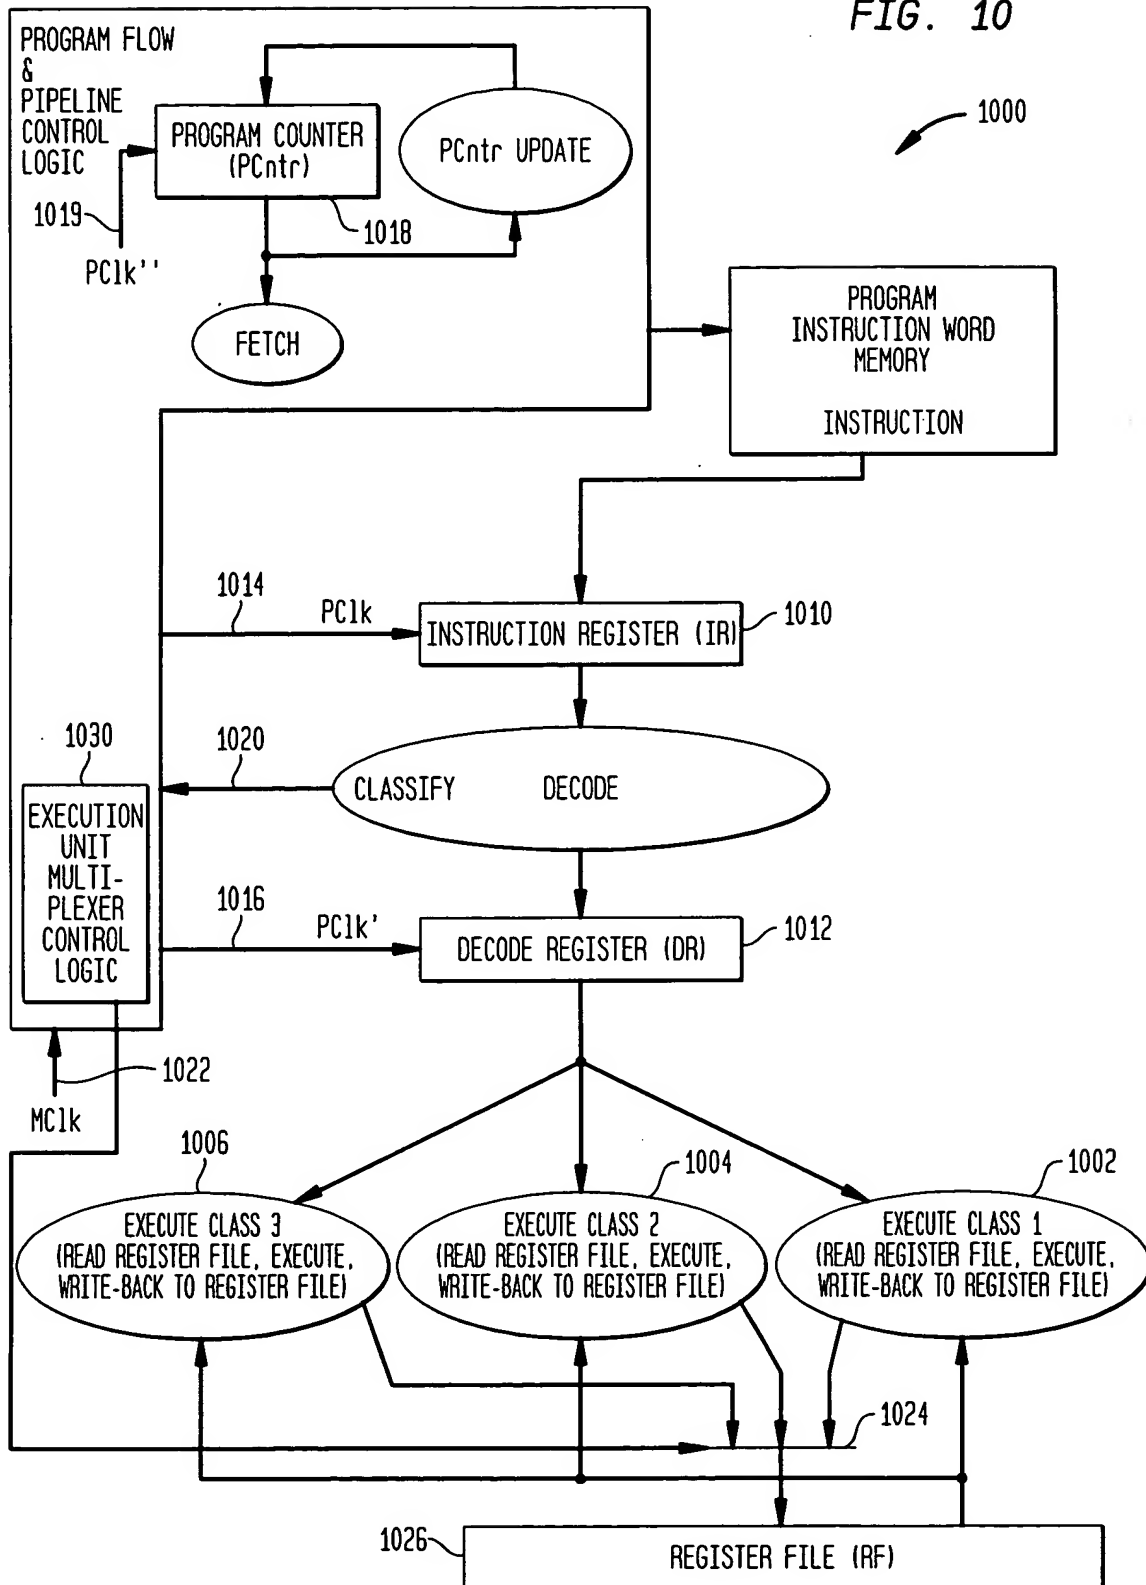 FIG. 10
PROGRAM FLOW
&
PIPELINE
CONTROL
LOGIC
PROGRAM COUNTER
(PCntr)
PCntr UPDATE
1000
1019
1018
PClk''
FETCH
PROGRAM
INSTRUCTION WORD
MEMORY
INSTRUCTION
1014
PClk
INSTRUCTION REGISTER (IR)
1010
1030
1020
CLASSIFY
DECODE
EXECUTION
UNIT
MULTI-
PLEXER
CONTROL
LOGIC
1016
PClk'
DECODE REGISTER (DR)
1012
1022
MClk
1006
1004
1002
EXECUTE CLASS 3
(READ REGISTER FILE, EXECUTE,
WRITE-BACK TO REGISTER FILE)
EXECUTE CLASS 2
(READ REGISTER FILE, EXECUTE,
WRITE-BACK TO REGISTER FILE)
EXECUTE CLASS 1
(READ REGISTER FILE, EXECUTE,
WRITE-BACK TO REGISTER FILE)
1024
1026
REGISTER FILE (RF)